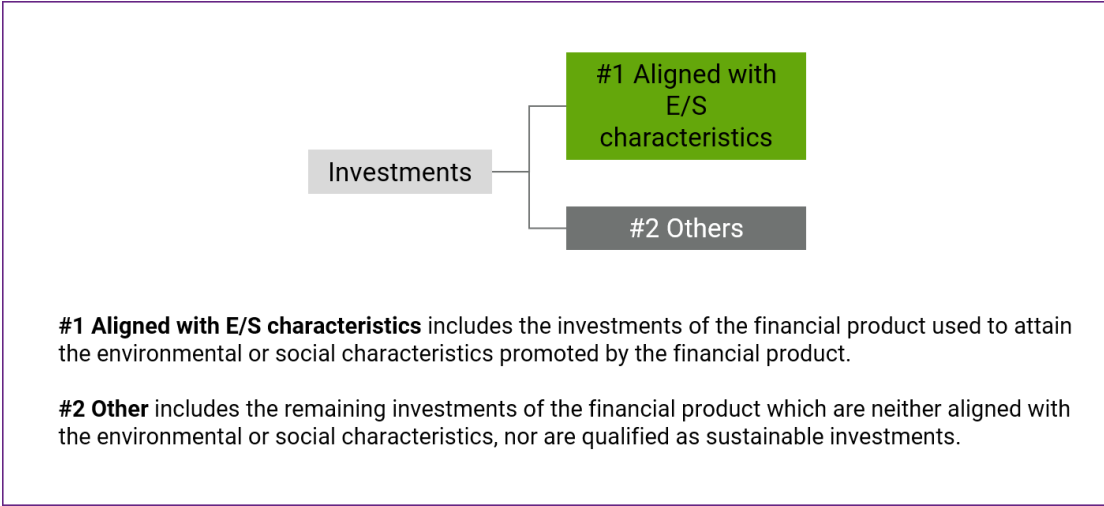 #1 Aligned with
E/S
characteristics
Investments
#2 Others
#1 Aligned with E/S characteristics includes the investments of the financial product used to attain
the environmental or social characteristics promoted by the financial product.
#2 Other includes the remaining investments of the financial product which are neither aligned with
the environmental or social characteristics, nor are qualified as sustainable investments.